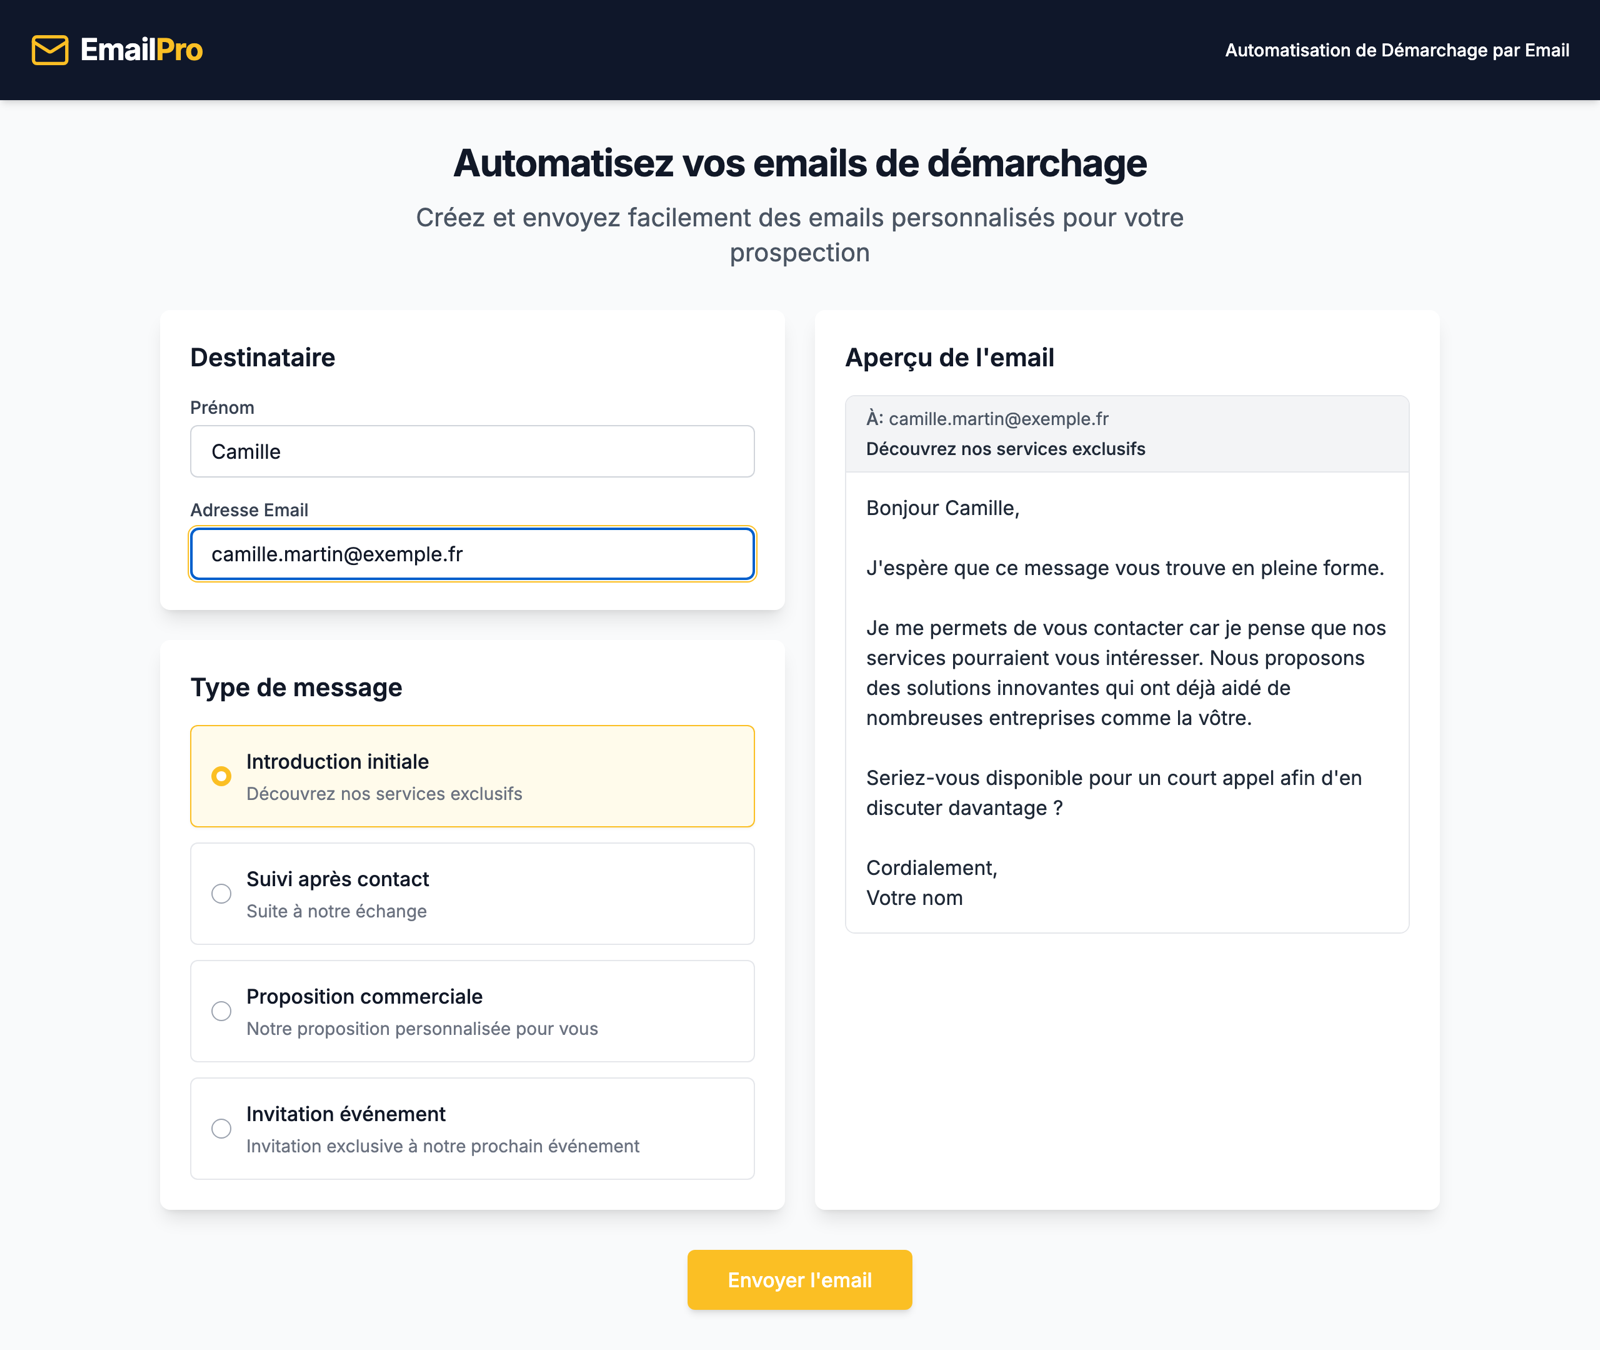 EmailPro
Automatisation de Démarchage par Email
Automatisez vos emails de démarchage
Créez et envoyez facilement des emails personnalisés pour votre
prospection
Destinataire
Prénom
Camille
Adresse Email
camille.martin@exemple.fr
Type de message
Introduction initiale
Découvrez nos services exclusifs
Suivi après contact
Suite à notre échange
Proposition commerciale
Notre proposition personnalisée pour vous
Invitation événement
Invitation exclusive à notre prochain événement
Aperçu de l'email
À: camille.martin@exemple.fr
Découvrez nos services exclusifs
Bonjour Camille,
J'espère que ce message vous trouve en pleine forme.
Je me permets de vous contacter car je pense que nos
services pourraient vous intéresser. Nous proposons
des solutions innovantes qui ont déjà aidé de
nombreuses entreprises comme la vôtre.
Seriez-vous disponible pour un court appel afin d'en
discuter davantage ?
Cordialement,
Votre nom
Envoyer l'email